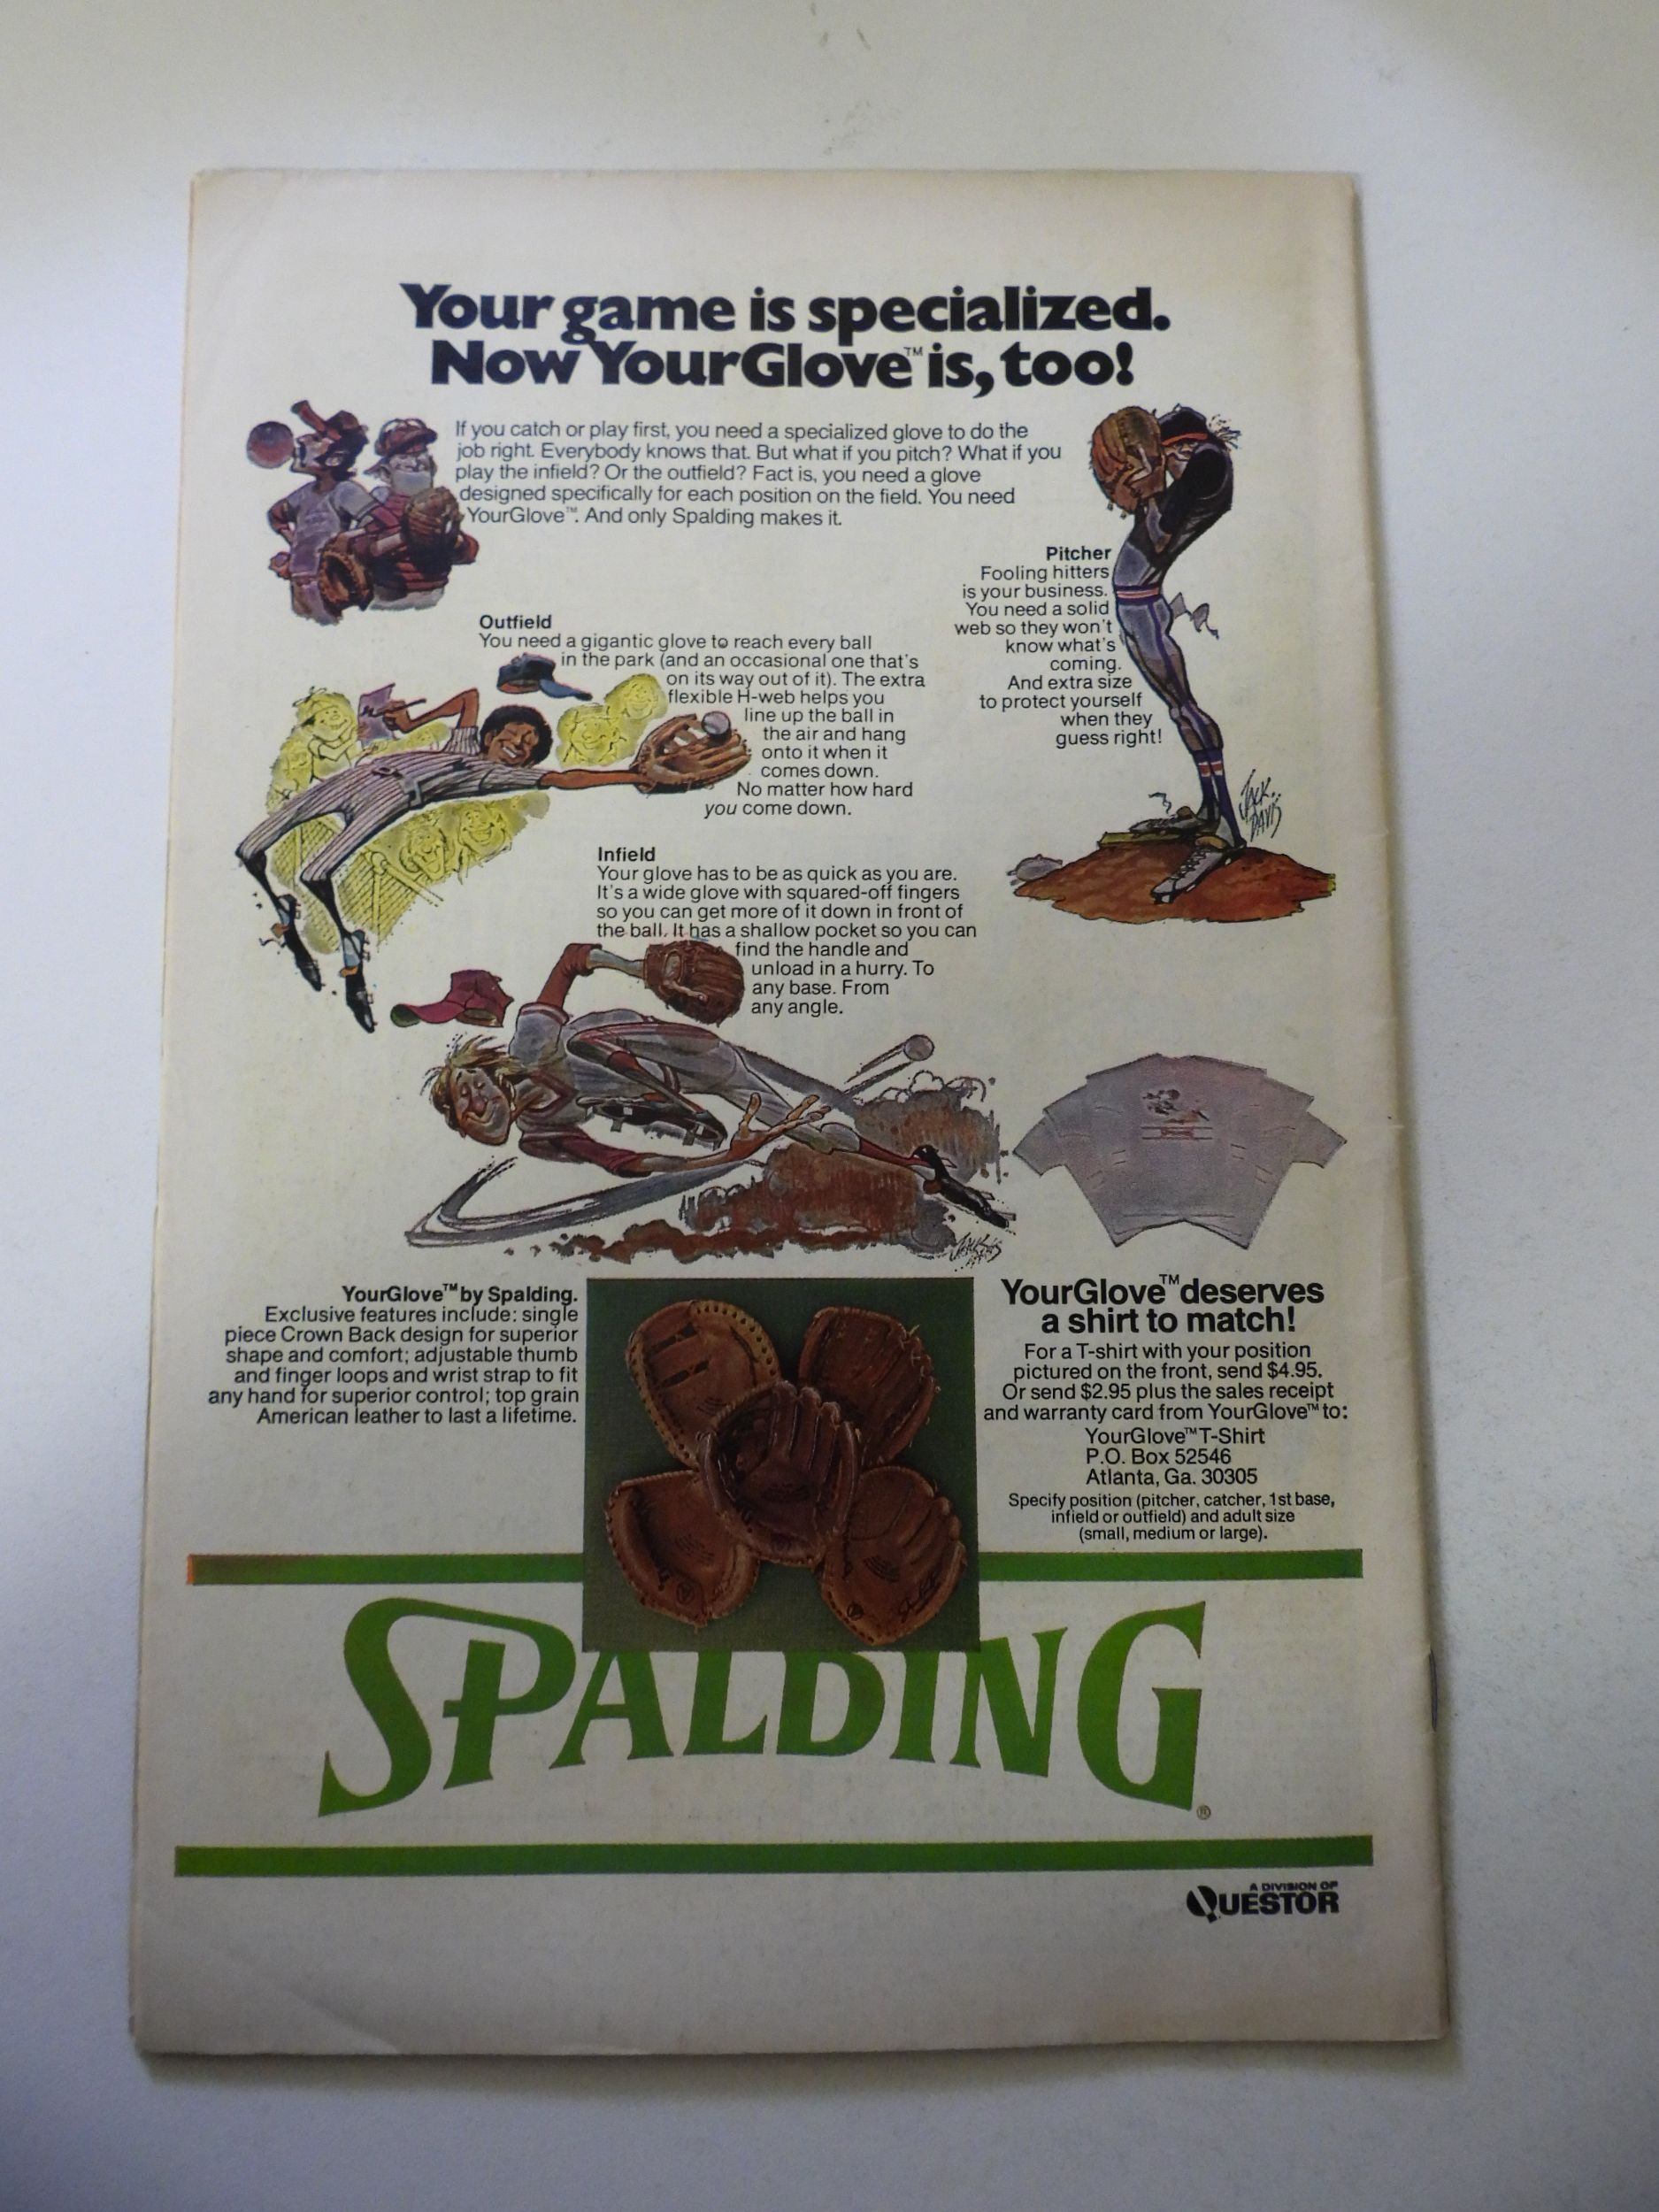 Your game is specialized.
Now YourGlove™ is, too!
If you catch or play first, you need a specialized glove to do the
job right. Everybody knows that. But what if you pitch? What if you
play the infield? Or the outfield? Fact is, you need a glove
designed specifically for each position on the field. You need
YourGlove™. And only Spalding makes it.
Pitcher
Fooling hitters
is your business.
You need a solid
web so they won't
know what's
coming.
And extra size
to protect yourself
when they
guess right!
JACK
DAVIS
Outfield
You need a gigantic glove to reach every ball
in the park (and an occasional one that's
on its way out of it). The extra
flexible H-web helps you
line up the ball in
the air and hang
onto it when it
comes down.
No matter how hard
you come down.
Infield
Your glove has to be as quick as you are.
It's a wide glove with squared-off fingers
so you can get more of it down in front of
the ball. It has a shallow pocket so you can
find the handle and
unload in a hurry. To
any base. From
any angle.
YourGlove™ by Spalding.
Exclusive features include: single
piece Crown Back design for superior
shape and comfort; adjustable thumb
and finger loops and wrist strap to fit
any hand for superior control; top grain
American leather to last a lifetime.
YourGlove™ deserves
a shirt to match!
For a T-shirt with your position
pictured on the front, send $4.95.
Or send $2.95 plus the sales receipt
and warranty card from YourGlove™ to:
YourGlove™ T-Shirt
P.O. Box 52546
Atlanta, Ga. 30305
Specify position (pitcher, catcher, 1st base,
infield or outfield) and adult size
(small, medium or large).
SPALDING®
A DIVISION OF
QUESTOR